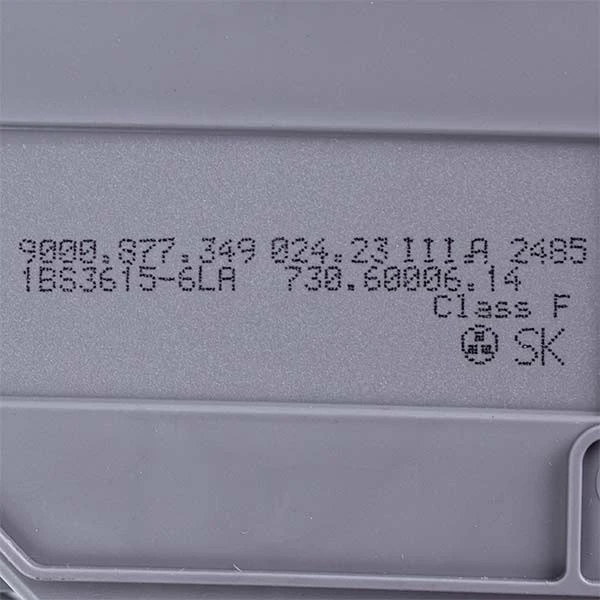 9000.877.349 024.23 III.A 2485
1BS3615-6LA 730.60006.14
Class F
SK